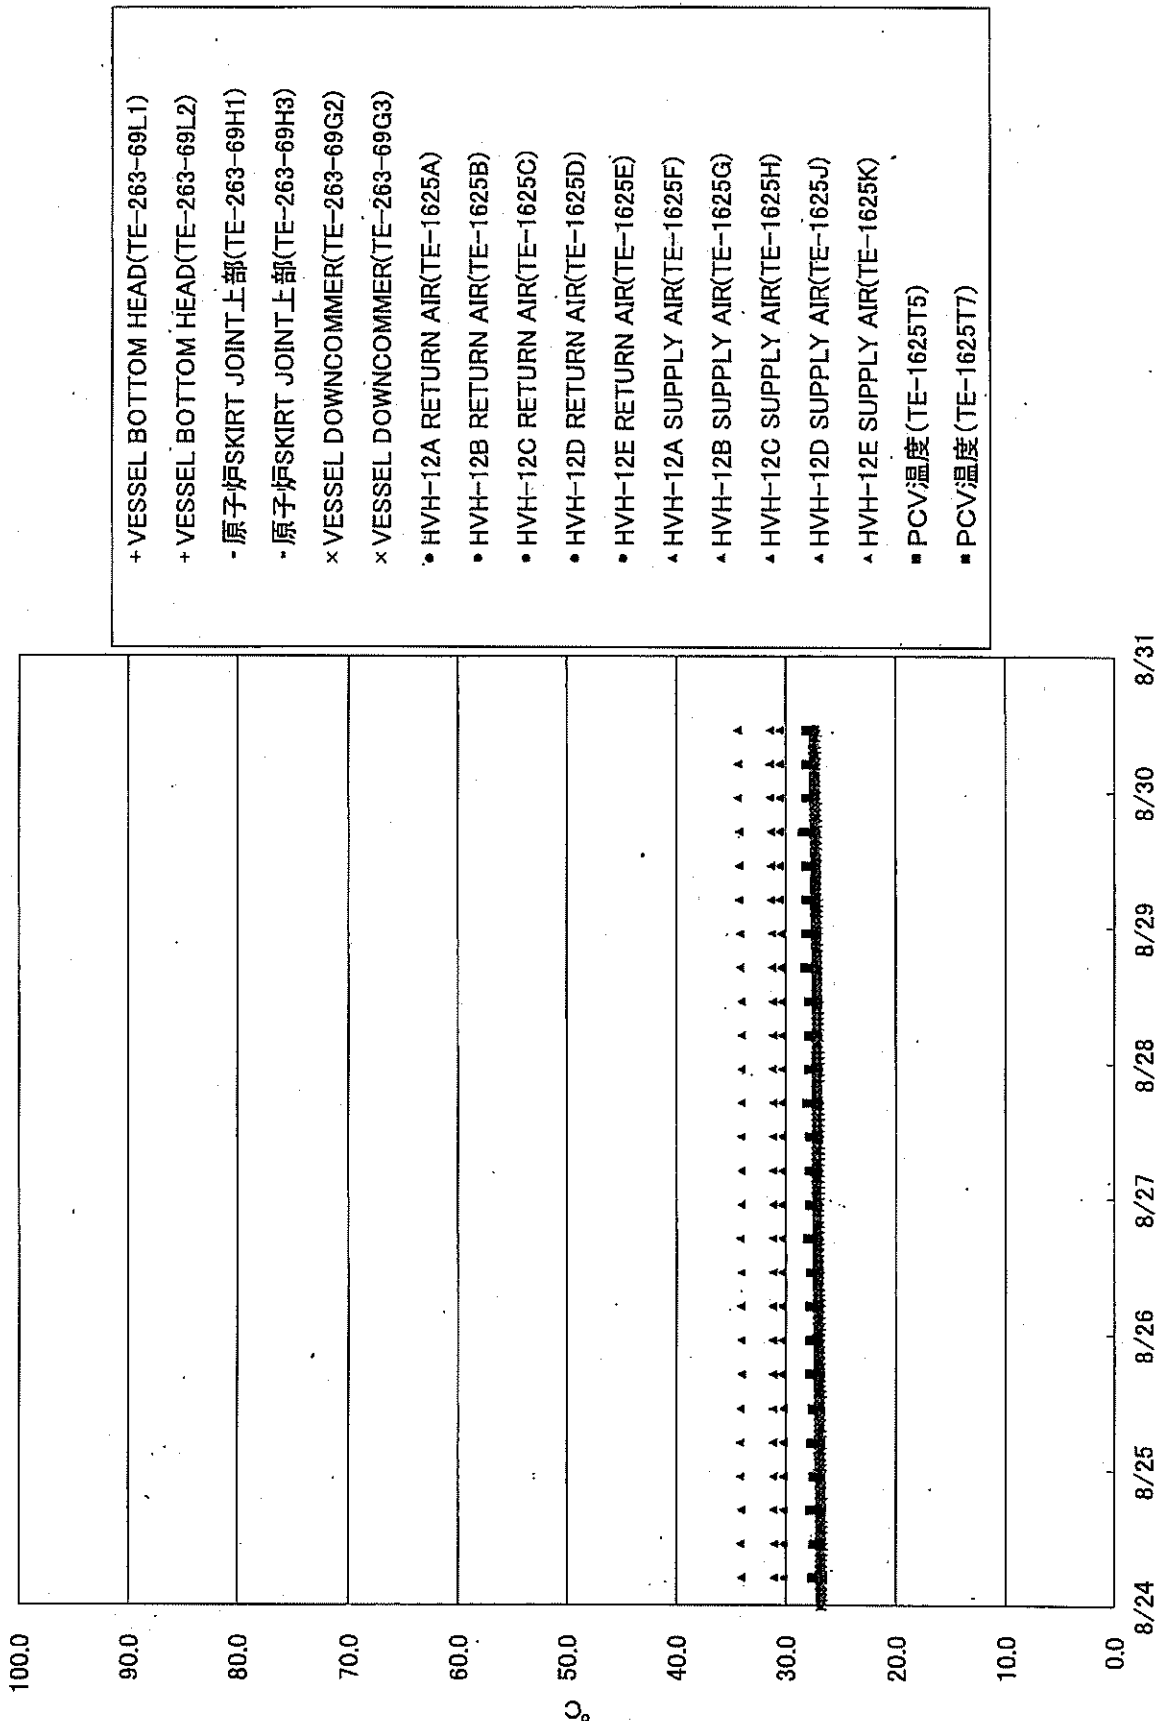 ℃
100.0
90.0
80.0
70.0
60.0
50.0
40.0
30.0
20.0
10.0
0.0
8/24
8/25
8/26
8/27
8/28
8/29
8/30
8/31
+ VESSEL BOTTOM HEAD(TE-263-69L1)
+ VESSEL BOTTOM HEAD(TE-263-69L2)
- 原子炉SKIRT JOINT上部(TE-263-69H1)
- 原子炉SKIRT JOINT上部(TE-263-69H3)
× VESSEL DOWNCOMMER(TE-263-69G2)
× VESSEL DOWNCOMMER(TE-263-69G3)
● HVH-12A RETURN AIR(TE-1625A)
● HVH-12B RETURN AIR(TE-1625B)
● HVH-12C RETURN AIR(TE-1625C)
● HVH-12D RETURN AIR(TE-1625D)
● HVH-12E RETURN AIR(TE-1625E)
▲ HVH-12A SUPPLY AIR(TE-1625F)
▲ HVH-12B SUPPLY AIR(TE-1625G)
▲ HVH-12C SUPPLY AIR(TE-1625H)
▲ HVH-12D SUPPLY AIR(TE-1625J)
▲ HVH-12E SUPPLY AIR(TE-1625K)
■ PCV温度(TE-1625T5)
■ PCV温度(TE-1625T7)